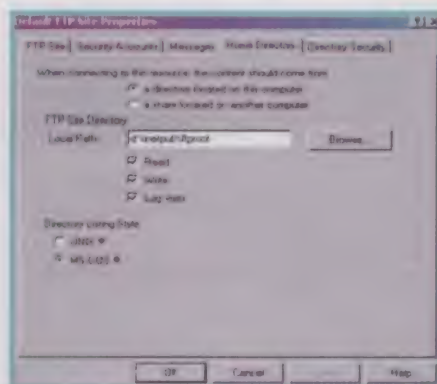 Default FTP Site Properties
FTP Site Security Accounts Messages Home Directory Directory Security
When connecting to this resource, the content should come from
a directory located on this computer
a share located on another computer
FTP Site Directory
Local Path: Browse...
Read
Write
Log visits
Directory Listing Style
UNIX ®
MS-DOS ®
OK Cancel Help